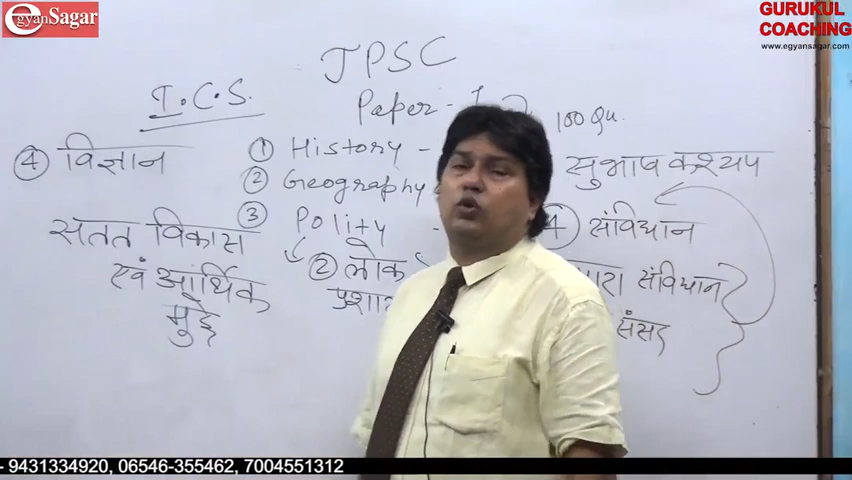 egyanSagar
GURUKUL
COACHING
www.egyansagar.com
JPSC
I.C.S.
Paper - I
100 Qu.
④ विज्ञान
① History -
② Geography
③ Polity -
सुभाष कश्यप
④ संविधान
सतत विकास
एवं आर्थिक
मुद्दे
② लोक
संविधान
संसद
- 9431334920, 06546-355462, 7004551312